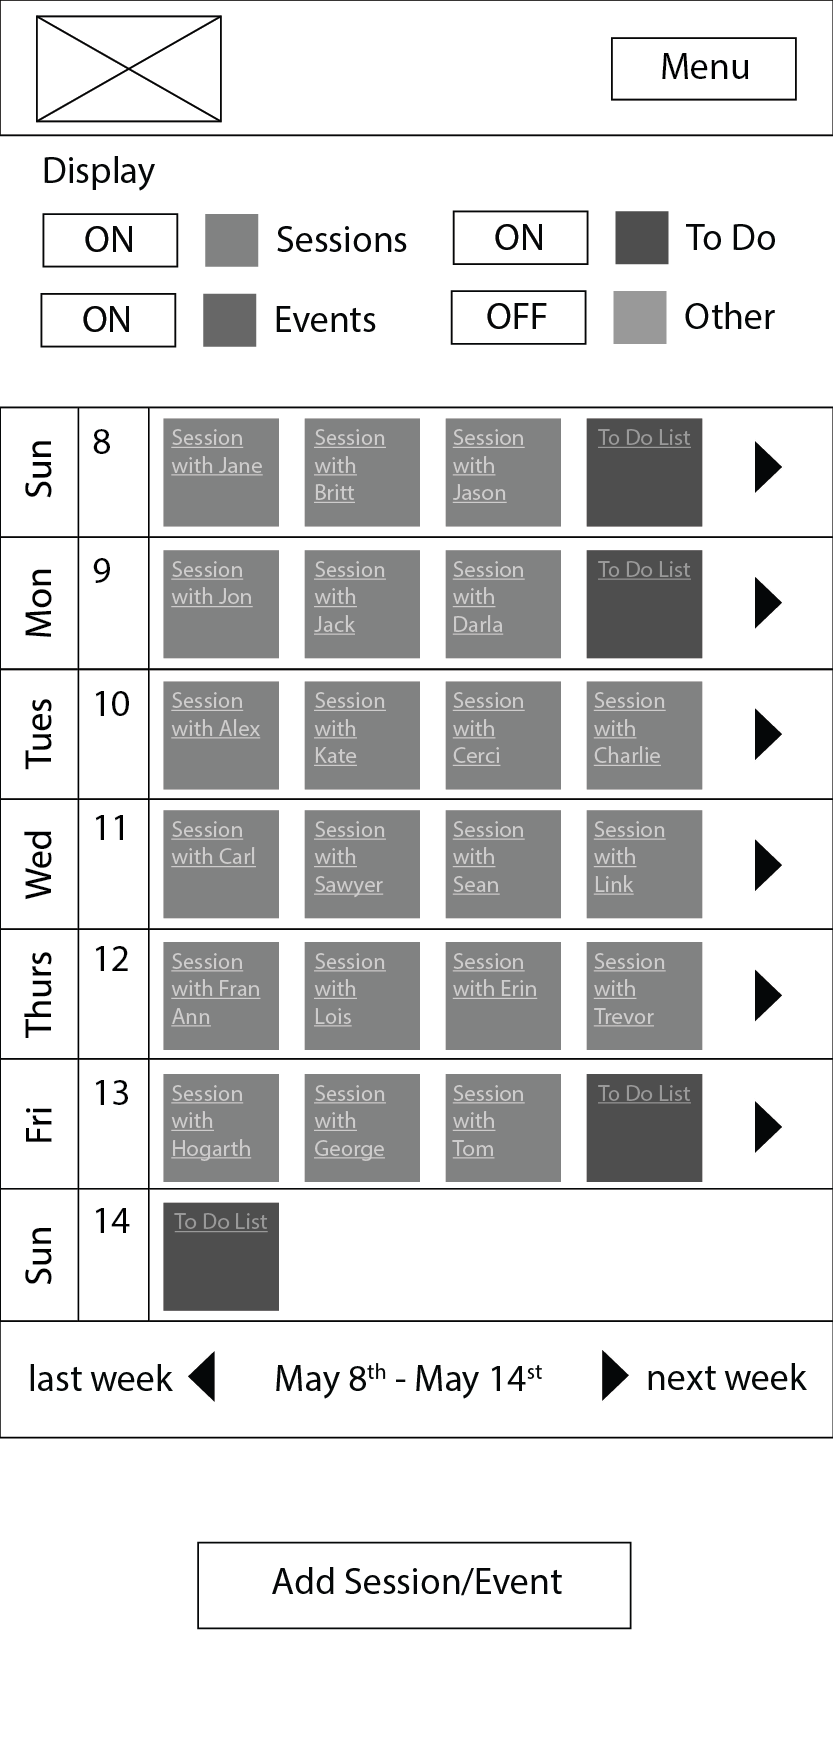 Menu
Display
ON Sessions ON To Do
ON Events OFF Other
Sun 8
Session
with Jane
Session
with
Britt
Session
with
Jason
To Do List
Mon 9
Session
with Jon
Session
with
Jack
Session
with
Darla
To Do List
Tues 10
Session
with Alex
Session
with
Kate
Session
with
Cerci
Session
with
Charlie
Wed 11
Session
with Carl
Session
with
Sawyer
Session
with
Sean
Session
with
Link
Thurs 12
Session
with Fran
Ann
Session
with
Lois
Session
with Erin
Session
with
Trevor
Fri 13
Session
with
Hogarth
Session
with
George
Session
with
Tom
To Do List
Sun 14
To Do List
last week May 8th - May 14st next week
Add Session/Event